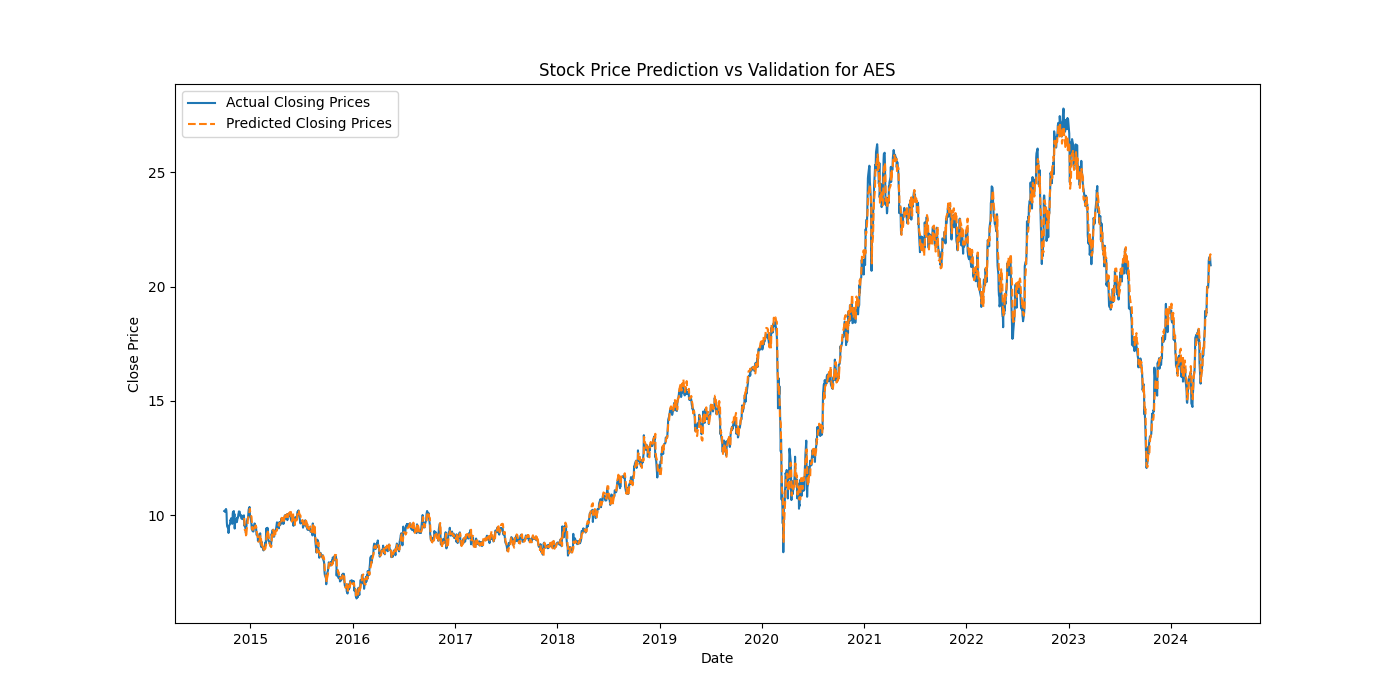 Stock Price Prediction vs Validation for AES
Actual Closing Prices
Predicted Closing Prices
Close Price
25
20
15
10
2015 2016 2017 2018 2019 2020 2021 2022 2023 2024
Date